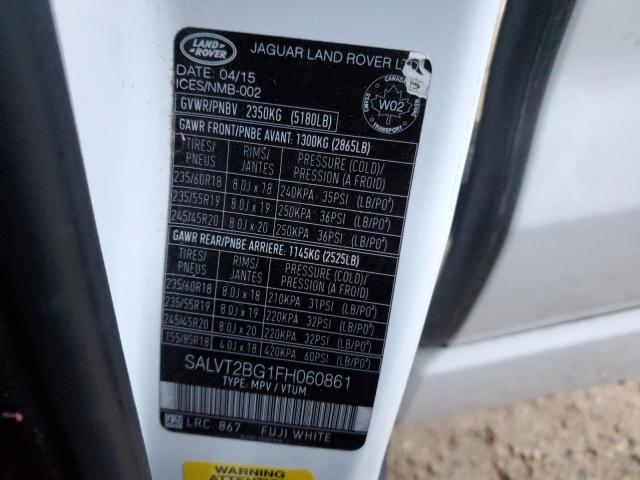 LAND ROVER
JAGUAR LAND ROVER
DATE: 04/15
ICES/NMB-002
W02
GVWR/PNBV 2350KG (5180LB)
GAWR FRONT/PNBE AVANT: 1300KG (2865LB)
TIRES/PNEUS RIMS/JANTES PRESSURE (COLD)/PRESSION (A FROID)
235/60R18 8.0J x 18 240KPA 35PSI (LB/PO²)
235/55R19 8.0J x 19 250KPA 36PSI (LB/PO²)
245/45R20 8.0J x 20 250KPA 36PSI (LB/PO²)
GAWR REAR/PNBE ARRIERE: 1145KG (2525LB)
TIRES/PNEUS RIMS/JANTES PRESSURE (COLD)/PRESSION (A FROID)
235/60R18 8.0J x 18 210KPA 31PSI (LB/PO²)
235/55R19 8.0J x 19 220KPA 32PSI (LB/PO²)
245/45R20 8.0J x 20 220KPA 32PSI (LB/PO²)
155/85R18 4.0J x 18 420KPA 60PSI (LB/PO²)
SALVT2BG1FH060861
TYPE: MPV / VTUM
LRC. 867 FUJI WHITE
WARNING